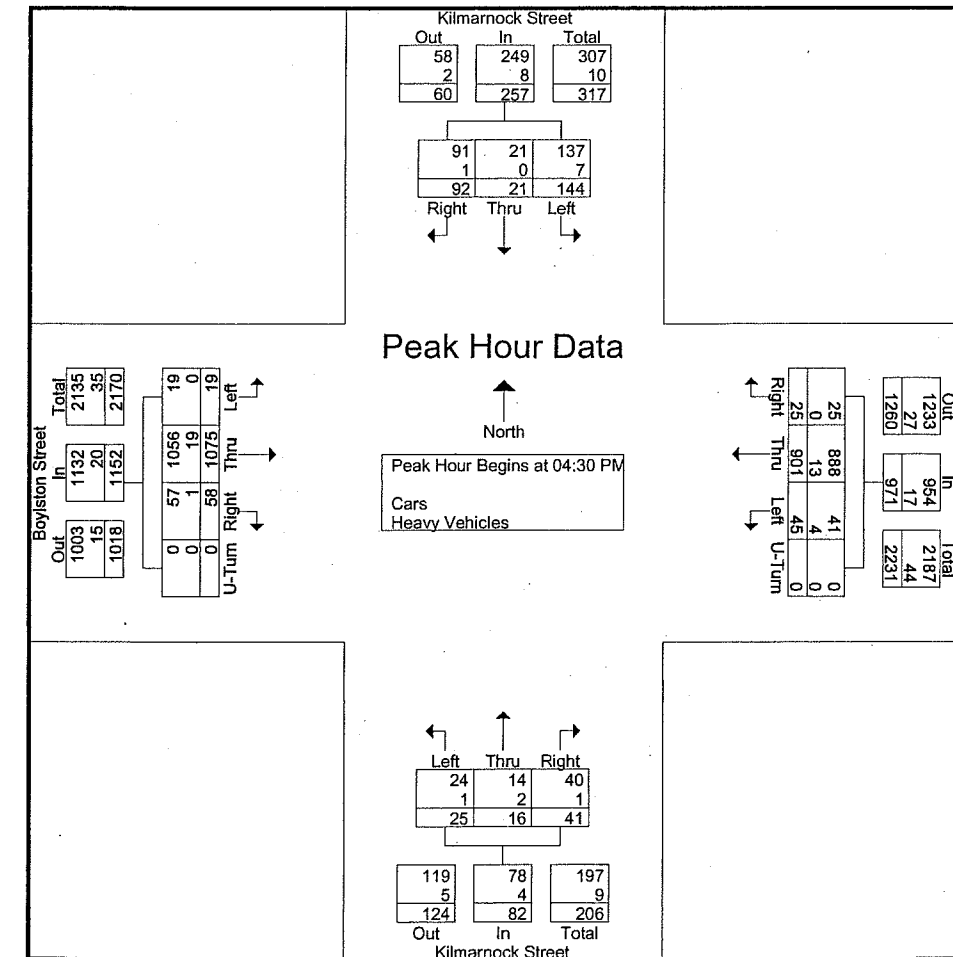 Kilmarnock Street
Out In Total
58 249 307
2 8 10
60 257 317
91 21 137
1 0 7
92 21 144
Right Thru Left
Peak Hour Data
North
Peak Hour Begins at 04:30 PM
Cars
Heavy Vehicles
Boylston Street
Out In Total
1003 1132 2135
15 20 35
1018 1152 2170
U-Turn Right Thru Left
0 57 1056 19
0 1 19 0
0 58 1075 19
Out In Total
1233 954 2187
27 17 44
1260 971 2231
25 888 41 0
0 13 4 0
25 901 45 0
Right Thru Left U-Turn
Left Thru Right
24 14 40
1 2 1
25 16 41
119 78 197
5 4 9
124 82 206
Out In Total
Kilmarnock Street